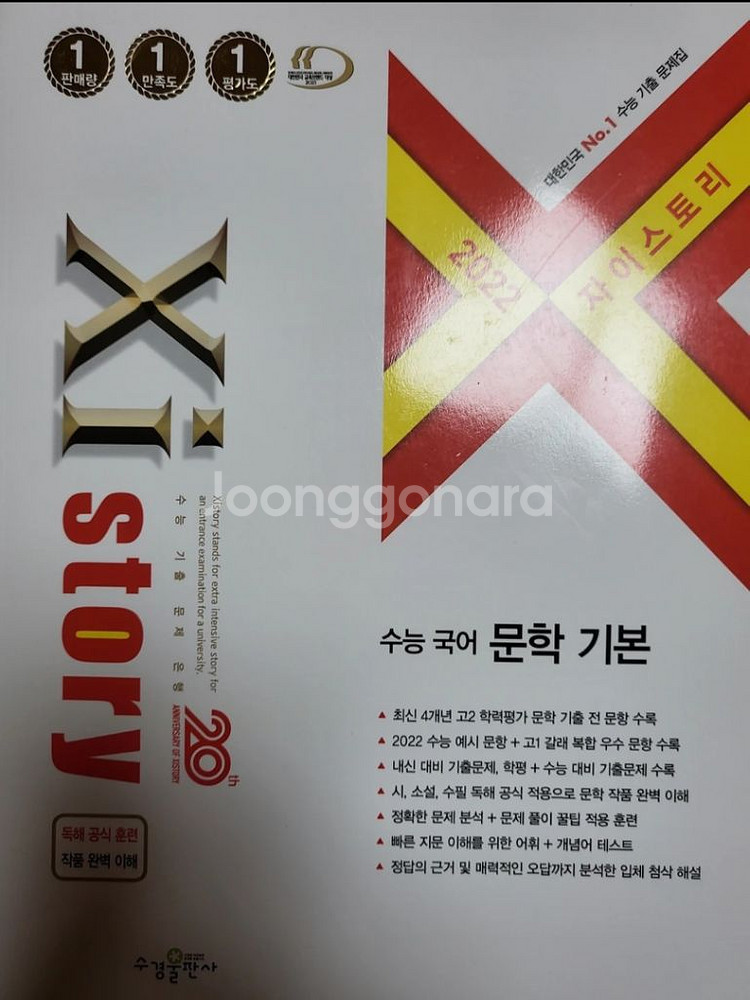 1
판매량
1
만족도
1
평가도
대한민국 No.1 수능 기출 문제집
2022 자이스토리
Xi story
Xistory stands for extra intensive story for
an entrance examination for a university.
수능 기출 문제 은행
20th
ANNIVERSARY OF XISTORY
loonggonara
독해 공식 훈련
작품 완벽 이해
수능 국어 문학 기본
▲ 최신 4개년 고2 학력평가 문학 기출 전 문항 수록
▲ 2022 수능 예시 문항 + 고1 갈래 복합 우수 문항 수록
▲ 내신 대비 기출문제, 학평 + 수능 대비 기출문제 수록
▲ 시, 소설, 수필 독해 공식 적용으로 문학 작품 완벽 이해
▲ 정확한 문제 분석 + 문제 풀이 꿀팁 적용 훈련
▲ 빠른 지문 이해를 위한 어휘 + 개념어 테스트
▲ 정답의 근거 및 매력적인 오답까지 분석한 입체 첨삭 해설
수경출판사